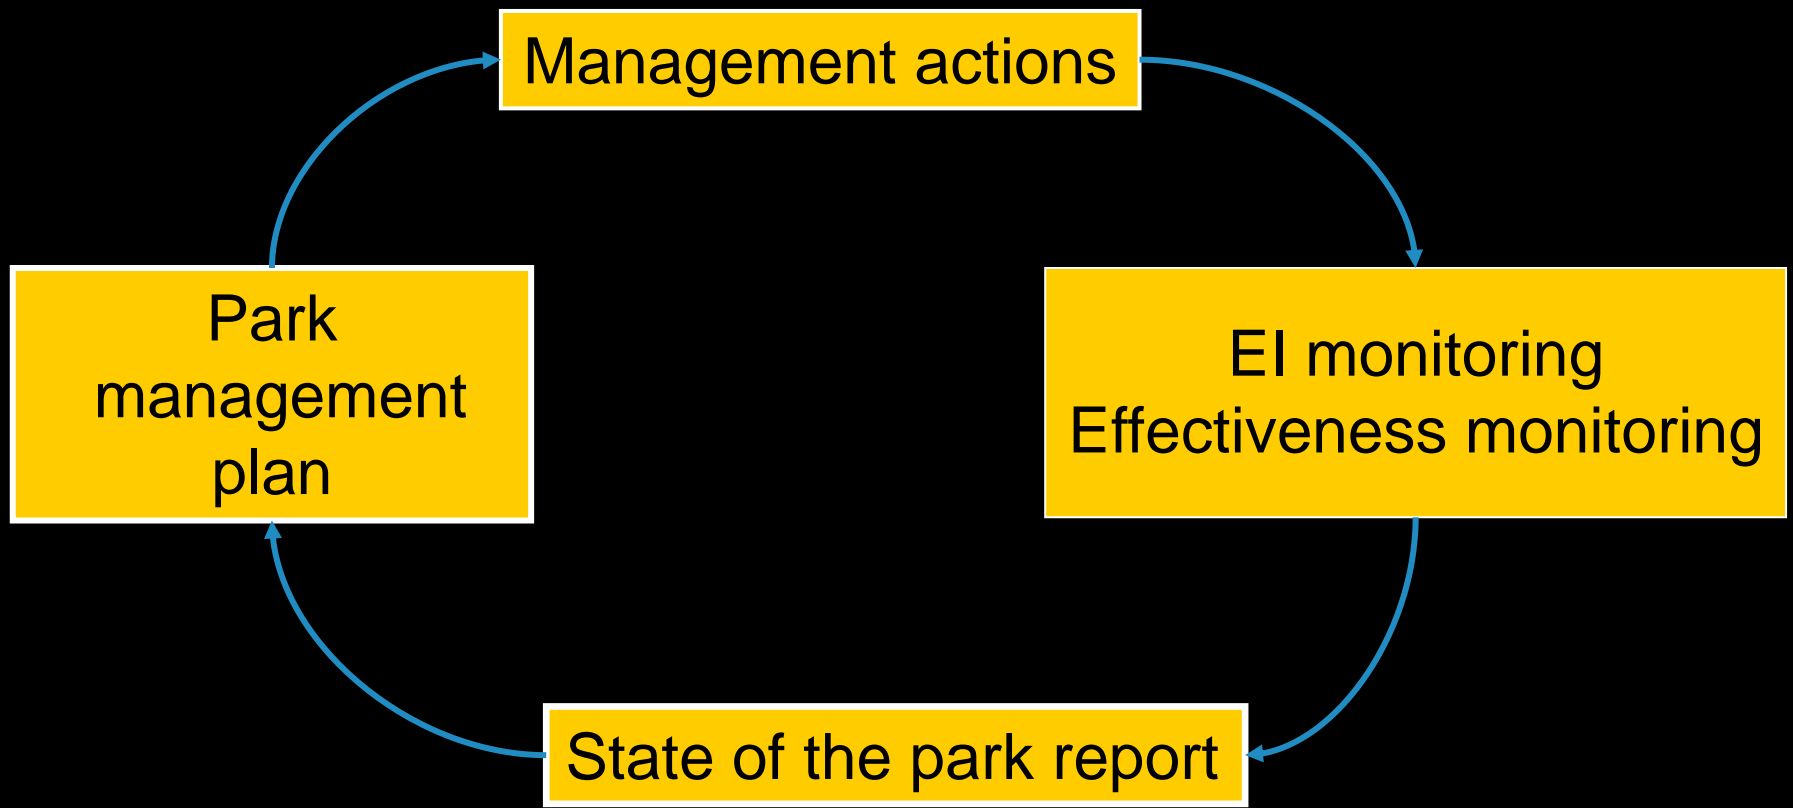 Management actions
Park
management
plan
EI monitoring
Effectiveness monitoring
State of the park report